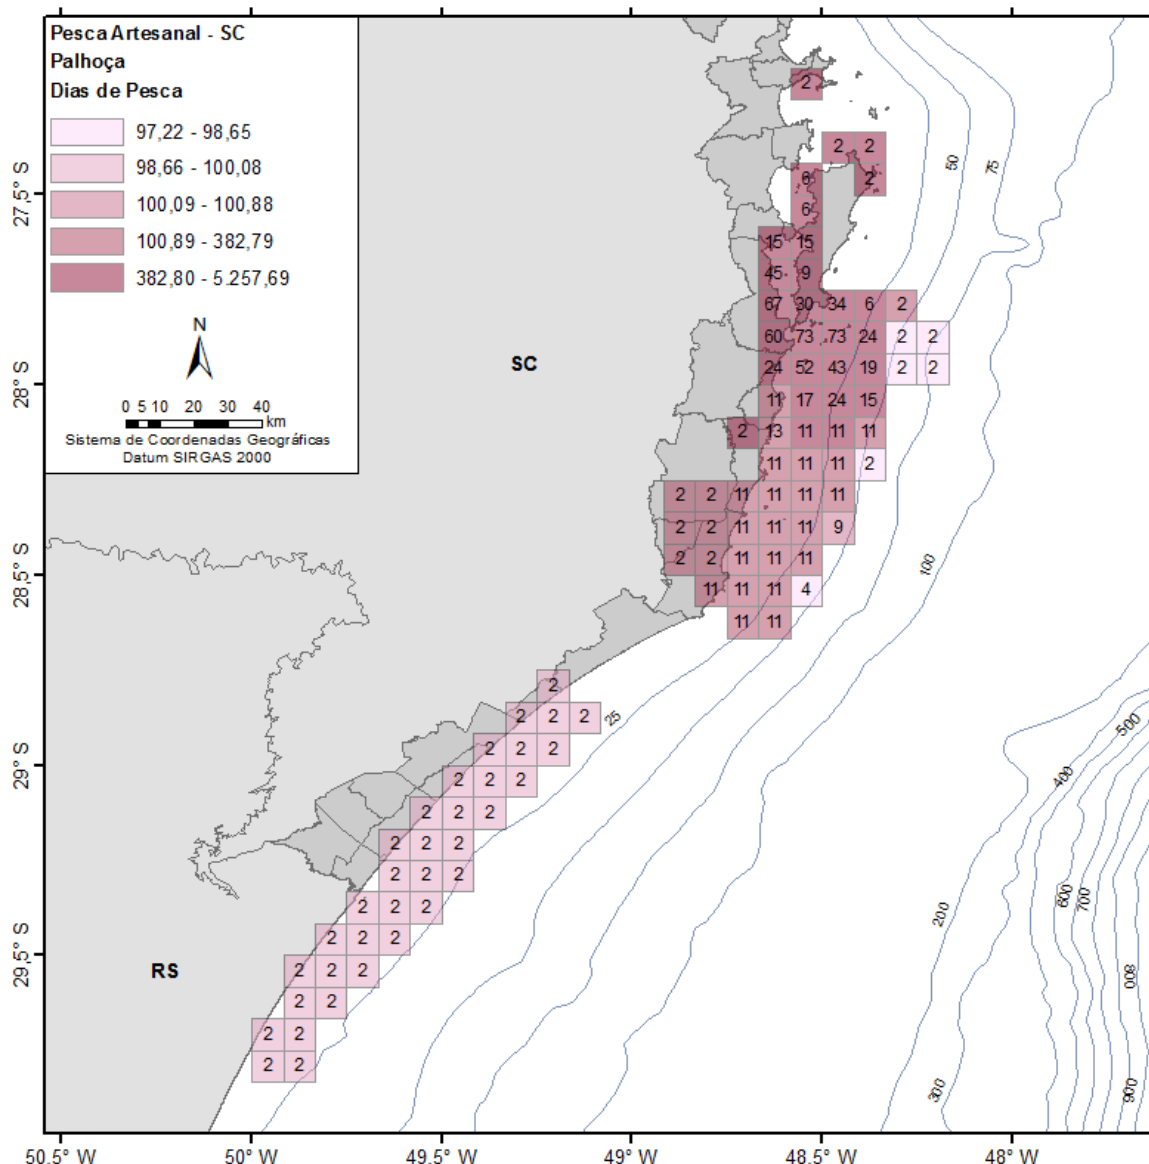 Pesca Artesanal - SC
Palhoça
Dias de Pesca
97,22 - 98,65
98,66 - 100,08
100,09 - 100,88
100,89 - 382,79
382,80 - 5.257,69
N
0 5 10 20 30 40
km
Sistema de Coordenadas Geográficas
Datum SIRGAS 2000
SC
RS
2
2 2
6 2
6
15 15
45 9
67 30 34 6 2
60 73 73 24 2 2
24 52 43 19 2 2
11 17 24 15
2 13 11 11 11
11 11 11 2
2 2 11 11 11 11
2 2 11 11 11 9
2 2 11 11 11
11 11 11 4
11 11
2
2 2 2
2 2 2
2 2 2
2 2 2
2 2 2
2 2 2
2 2 2
2 2 2
2 2 2
2 2
2 2
2 2
50
75
100
25
500
400
600
700
200
800
300
900
27.5° S
28° S
28.5° S
29° S
29.5° S
50.5° W 50° W 49.5° W 49° W 48.5° W 48° W